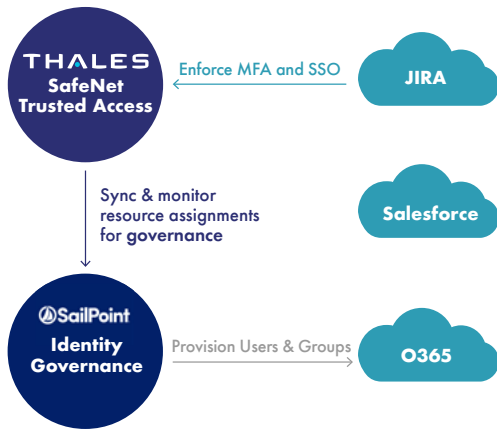 THALES
SafeNet
Trusted Access
Enforce MFA and SSO
JIRA
Sync & monitor
resource assignments
for governance
Salesforce
SailPoint
Identity
Governance
Provision Users & Groups
O365